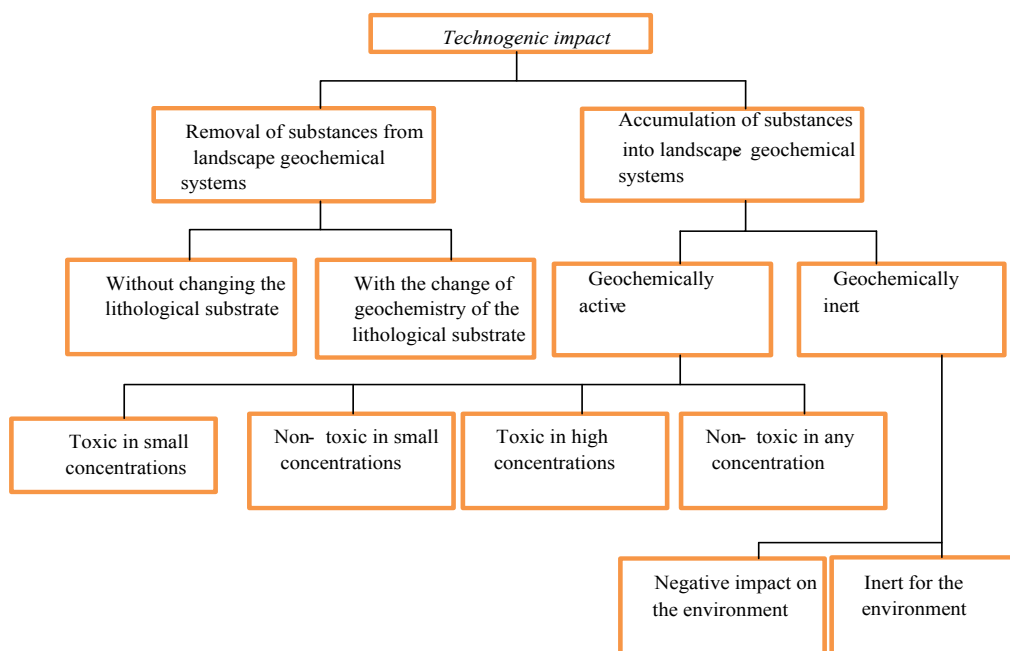 Technogenic impact
Removal of substances from
landscape geochemical
systems
Accumulation of substances
into landscape- geochemical
systems
Without changing the
lithological substrate
With the change of
geochemistry of the
lithological substrate
Geochemically
active
Geochemically
inert
Toxic in small
concentrations
Non- toxic in small
concentrations
Toxic in high
concentrations
Non- toxic in any
concentration
Negative impact on
the environment
Inert for the
environment